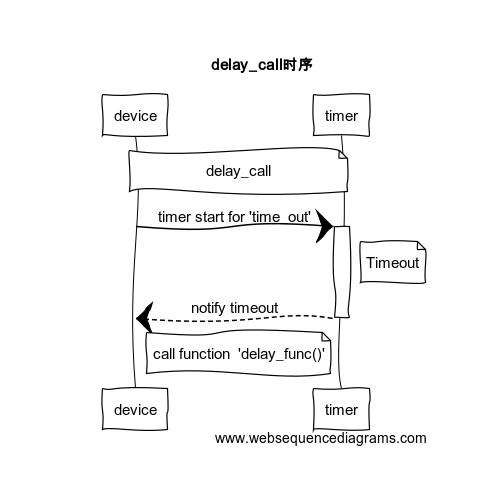 delay_call时序
device
timer
delay_call
timer start for 'time_out'
Timeout
notify timeout
call function  'delay_func()'
device
timer
www.websequencediagrams.com